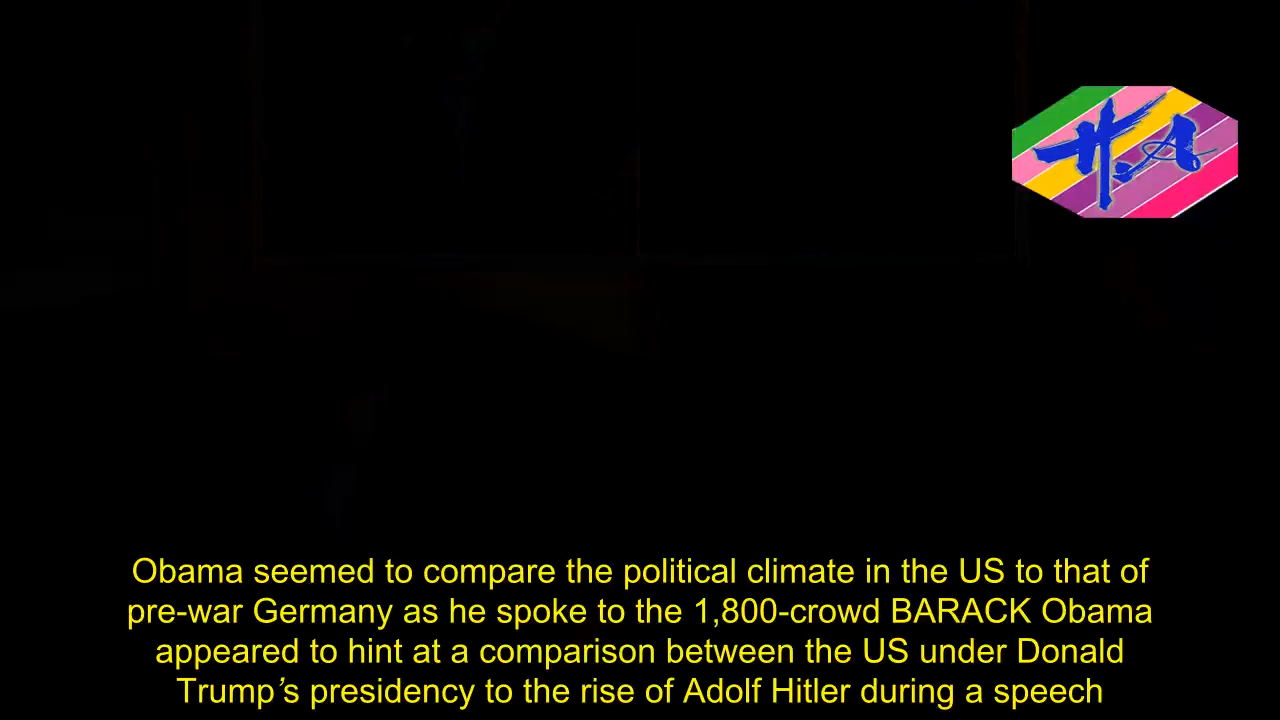 H.A
Obama seemed to compare the political climate in the US to that of
pre-war Germany as he spoke to the 1,800-crowd BARACK Obama
appeared to hint at a comparison between the US under Donald
Trump’s presidency to the rise of Adolf Hitler during a speech